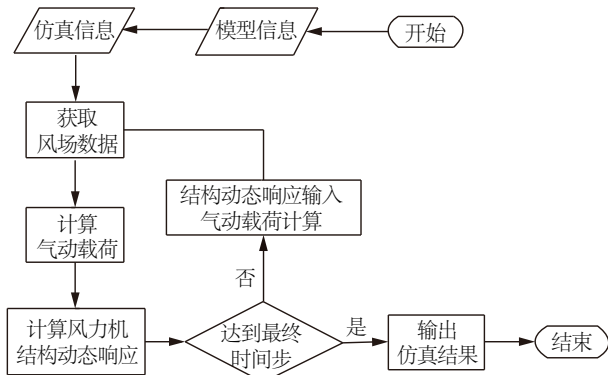 开始
模型信息
仿真信息
获取
风场数据
计算
气动载荷
计算风力机
结构动态响应
达到最终
时间步
否
结构动态响应输入
气动载荷计算
是
输出
仿真结果
结束